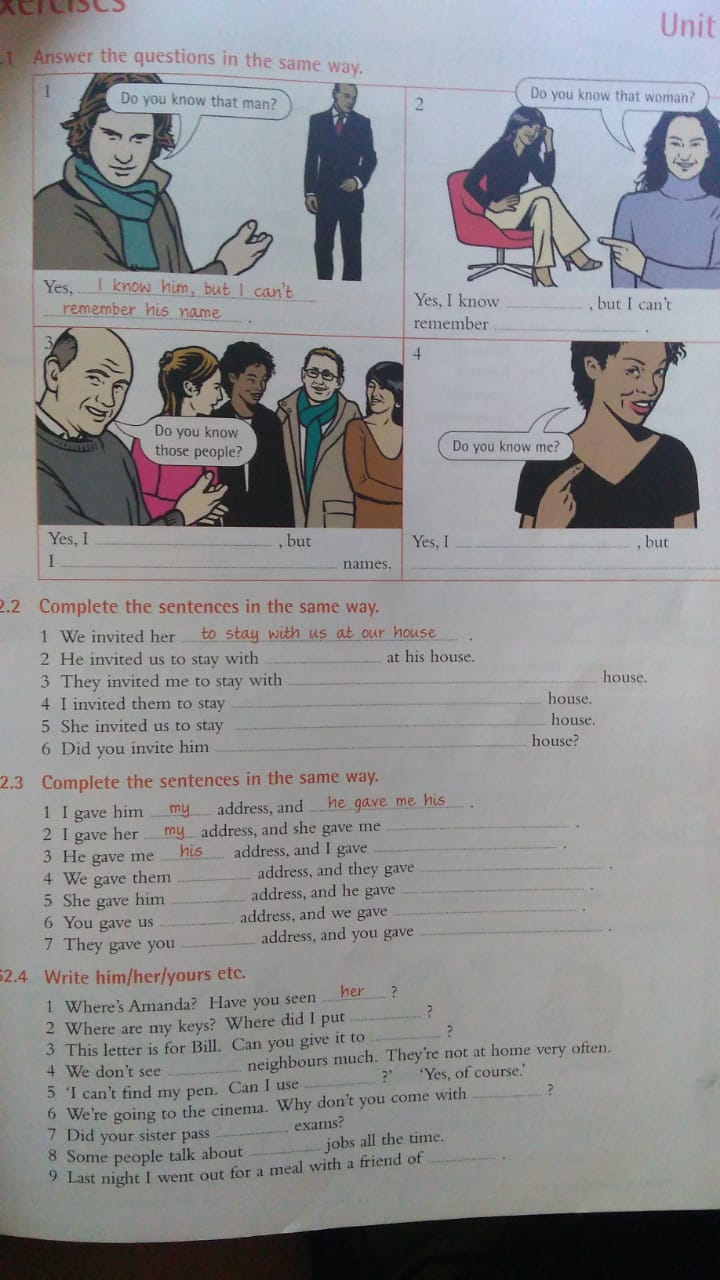 xercises
Unit
.1 Answer the questions in the same way.
1
Do you know that man?
2
Do you know that woman?
Yes, I know him, but I can't
remember his name .
Yes, I know , but I can't
remember .
3
Do you know
those people?
4
Do you know me?
Yes, I , but
I names.
Yes, I , but
2.2 Complete the sentences in the same way.
1 We invited her to stay with us at our house .
2 He invited us to stay with at his house.
3 They invited me to stay with house.
4 I invited them to stay house.
5 She invited us to stay house.
6 Did you invite him house?
2.3 Complete the sentences in the same way.
1 I gave him my address, and he gave me his .
2 I gave her my address, and she gave me .
3 He gave me his address, and I gave .
4 We gave them address, and they gave .
5 She gave him address, and he gave .
6 You gave us address, and we gave .
7 They gave you address, and you gave .
62.4 Write him/her/yours etc.
1 Where's Amanda? Have you seen her ?
2 Where are my keys? Where did I put ?
3 This letter is for Bill. Can you give it to ?
4 We don't see neighbours much. They're not at home very often.
5 'I can't find my pen. Can I use ?' 'Yes, of course.'
6 We're going to the cinema. Why don't you come with ?
7 Did your sister pass exams?
8 Some people talk about jobs all the time.
9 Last night I went out for a meal with a friend of .